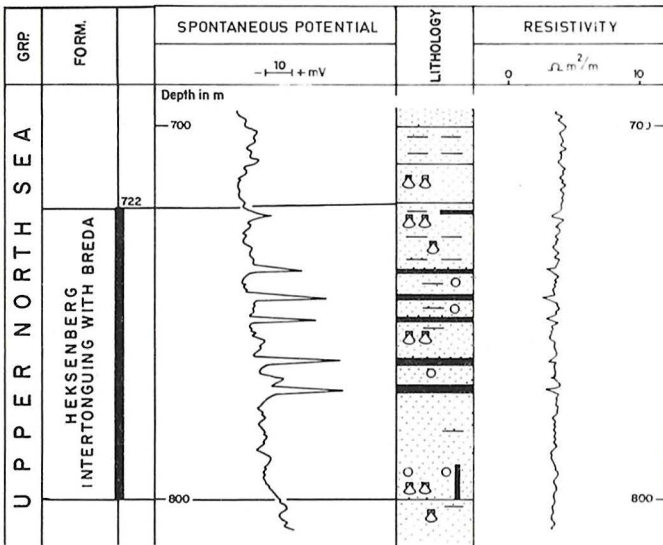 GRP.
FORM.
SPONTANEOUS POTENTIAL
10
- + mV
LITHOLOGY
RESISTIVITY
Ω m²/m
0 10
Depth in m
700
700
722
UPPER NORTH SEA
HEKSENBERG
INTERTONGUING WITH BREDA
800
800